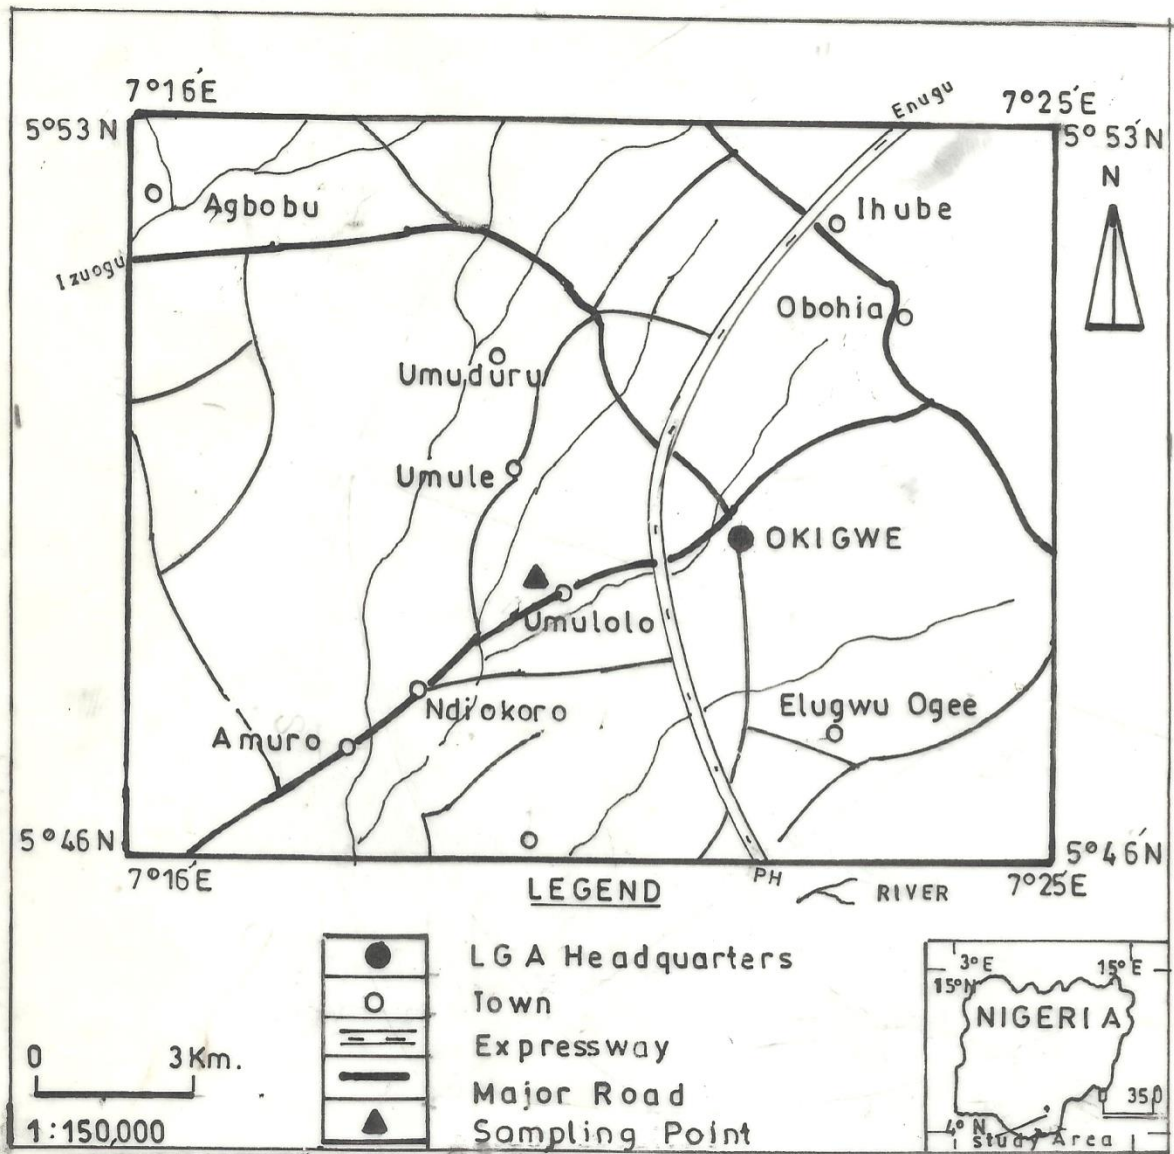 Enugu
7°16'E
7°25'E
5°53 N
5° 53'N
N
Agbobu
Ihube
Izuogu
Obohia
Umuduru
Umule
OKIGWE
Umulolo
Ndiokoro
Elugwu Ogee
Amuro
5°46 N
5°46'N
7°16'E
PH
7°25'E
LEGEND
RIVER
LGA Headquarters
Town
Expressway
Major Road
Sampling Point
0 3Km.
1:150,000
3°E 15°E
15°N
NIGERIA
350
4°N
study Area